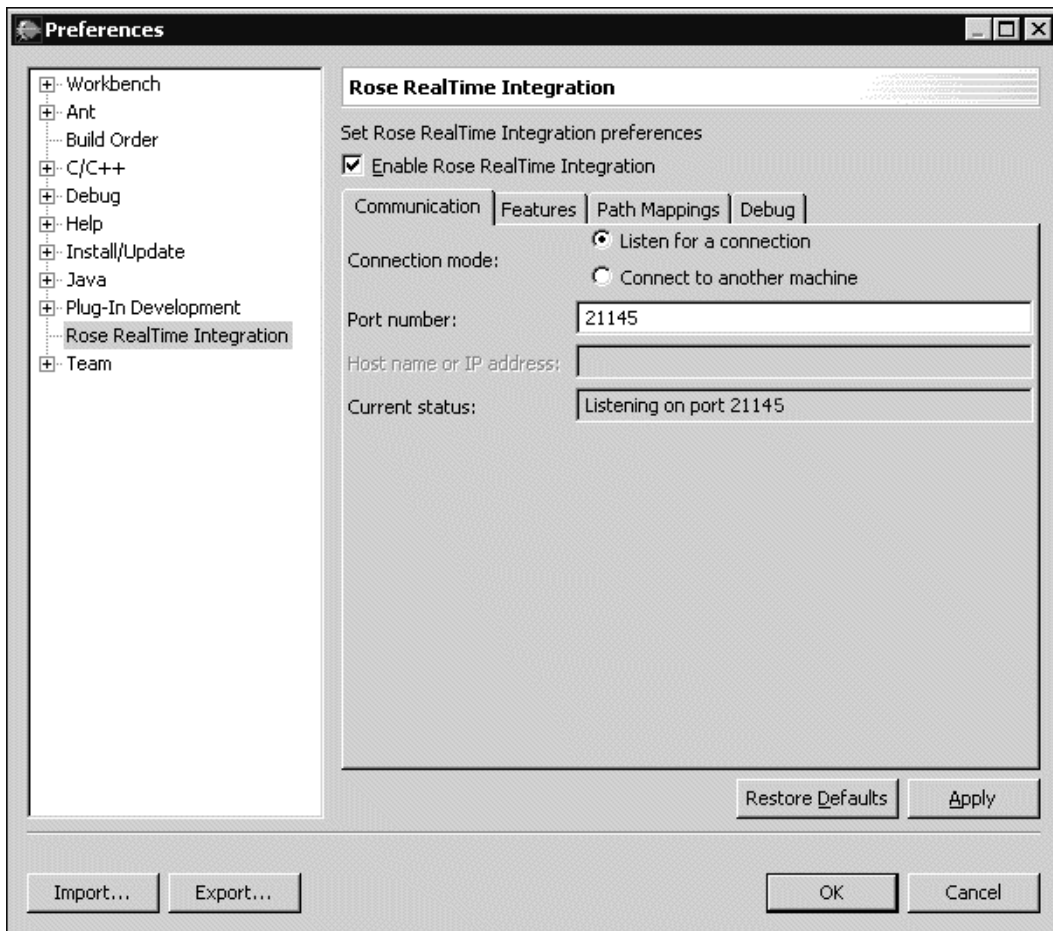 Preferences
Workbench
Ant
Build Order
C/C++
Debug
Help
Install/Update
Java
Plug-In Development
Rose RealTime Integration
Team
Rose RealTime Integration
Set Rose RealTime Integration preferences
Enable Rose RealTime Integration
Communication Features Path Mappings Debug
Connection mode:
Listen for a connection
Connect to another machine
Port number: 21145
Host name or IP address:
Current status: Listening on port 21145
Restore Defaults Apply
Import... Export... OK Cancel